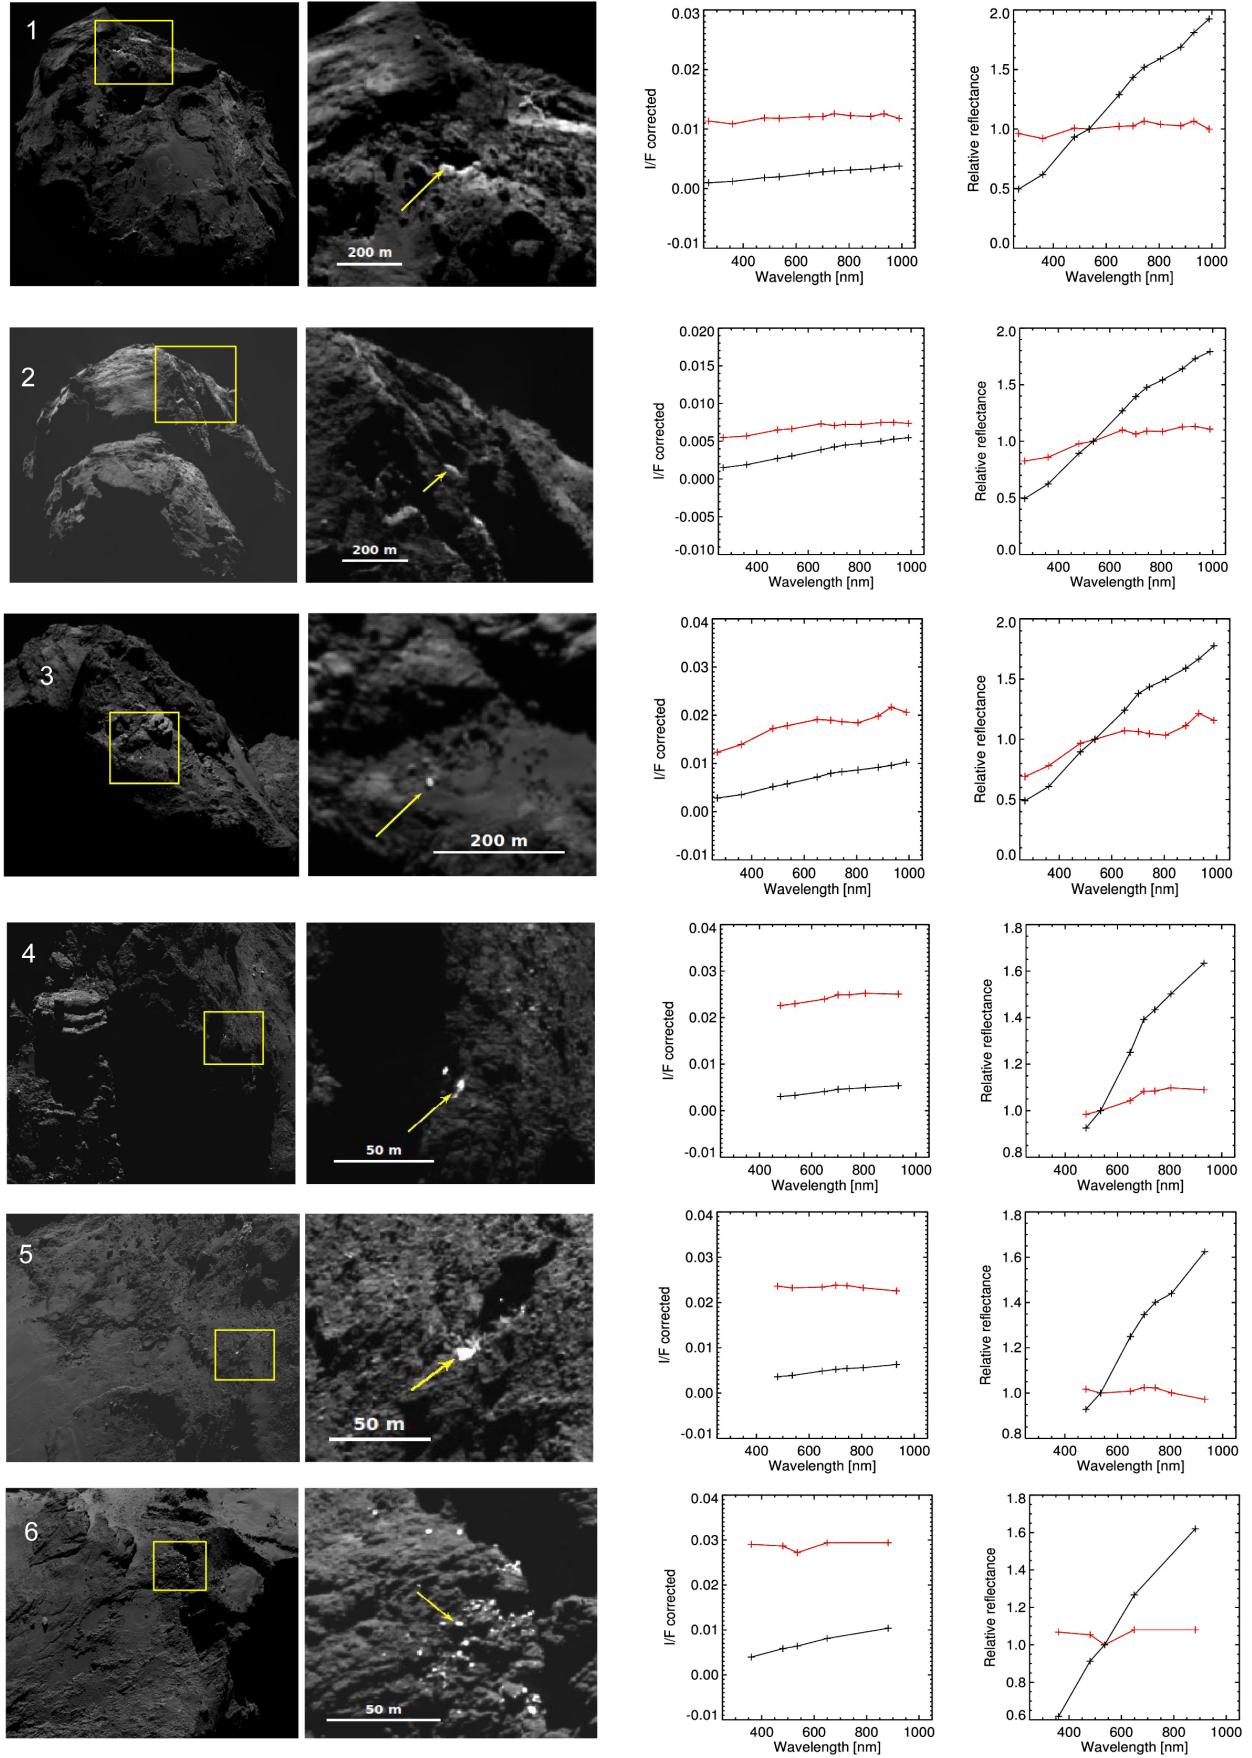 1
200 m
0.03
0.02
0.01
0.00
-0.01
I/F corrected
400 600 800 1000
Wavelength [nm]
2.0
1.5
1.0
0.5
0.0
Relative reflectance
400 600 800 1000
Wavelength [nm]
2
200 m
0.020
0.015
0.010
0.005
0.000
-0.005
-0.010
I/F corrected
400 600 800 1000
Wavelength [nm]
2.0
1.5
1.0
0.5
0.0
Relative reflectance
400 600 800 1000
Wavelength [nm]
3
200 m
0.04
0.03
0.02
0.01
0.00
-0.01
I/F corrected
400 600 800 1000
Wavelength [nm]
2.0
1.5
1.0
0.5
0.0
Relative reflectance
400 600 800 1000
Wavelength [nm]
4
50 m
0.04
0.03
0.02
0.01
0.00
-0.01
I/F corrected
400 600 800 1000
Wavelength [nm]
1.8
1.6
1.4
1.2
1.0
0.8
Relative reflectance
400 600 800 1000
Wavelength [nm]
5
50 m
0.04
0.03
0.02
0.01
0.00
-0.01
I/F corrected
400 600 800 1000
Wavelength [nm]
1.8
1.6
1.4
1.2
1.0
0.8
Relative reflectance
400 600 800 1000
Wavelength [nm]
6
50 m
0.04
0.03
0.02
0.01
0.00
-0.01
I/F corrected
400 600 800 1000
Wavelength [nm]
1.8
1.6
1.4
1.2
1.0
0.8
0.6
Relative reflectance
400 600 800 1000
Wavelength [nm]